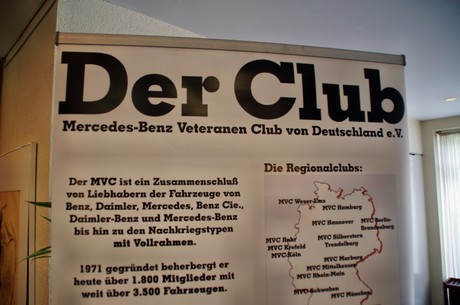 Der Club
Mercedes-Benz Veteranen Club von Deutschland e.V.
Der MVC ist ein Zusammenschluß
von Liebhabern der Fahrzeuge von
Benz, Daimler, Mercedes, Benz Cie.,
Daimler-Benz und Mercedes-Benz
bis hin zu den Nachkriegstypen
mit Vollrahmen.
1971 gegründet beherbergt er
heute über 1.800 Mitglieder mit
weit über 3.500 Fahrzeugen.
Die Regionalclubs:
MVC Weser-Ems
MVC Hamburg
MVC Hannover
MVC Berlin-
Brandenburg
MVC Ruhr
MVC Krefeld
MVC Köln
MVC Silberstern
Trendelburg
MVC Marburg
MVC Mittelhessen
MVC Rhein-Main
MVC Schwaben
MVC München